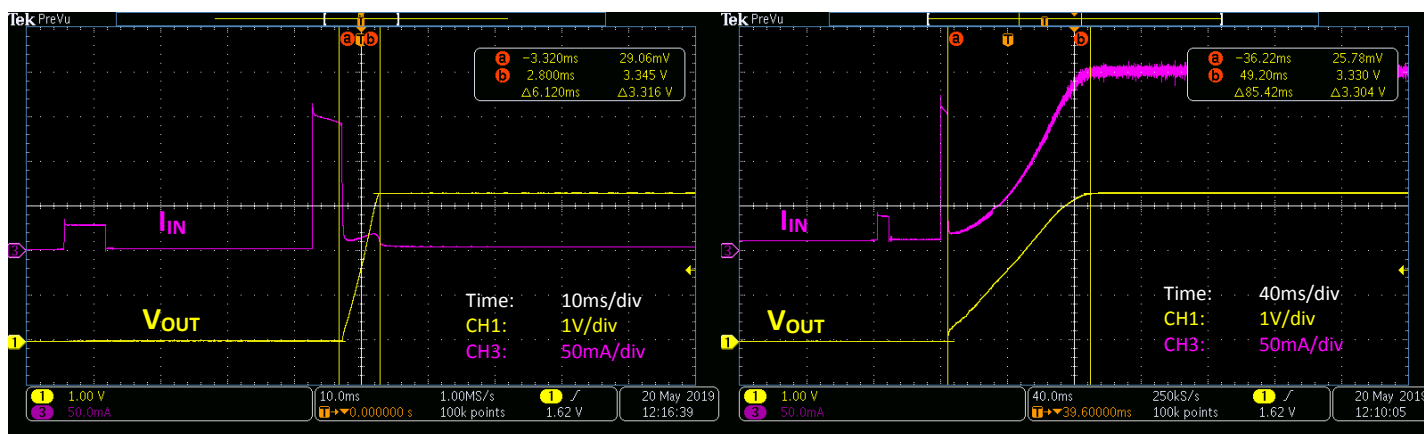 Tek PreVu
T
a T b
a −3.320ms 29.06mV
b 2.800ms 3.345 V
△6.120ms △3.316 V
IIN
3
VOUT
1
Time: 10ms/div
CH1: 1V/div
CH3: 50mA/div
1 1.00 V
3 50.0mA
10.0ms 1.00MS/s 1
T→▼0.000000 s 100k points 1.62 V
20 May 2019
12:16:39
Tek PreVu
T
a T b
a −36.22ms 25.78mV
b 49.20ms 3.330 V
△85.42ms △3.304 V
IIN
3
VOUT
1
Time: 40ms/div
CH1: 1V/div
CH3: 50mA/div
1 1.00 V
3 50.0mA
40.0ms 250kS/s 1
T→▼39.60000ms 100k points 1.62 V
20 May 2019
12:10:05